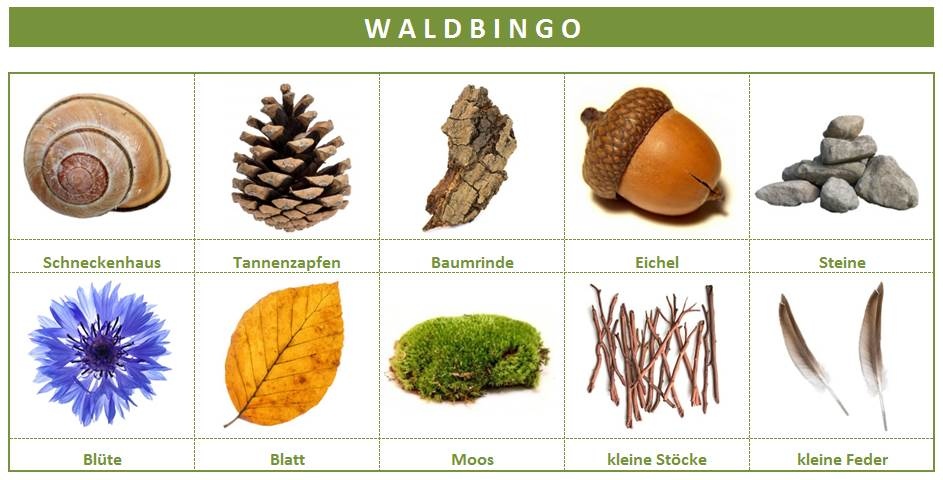 WALDBINGO
Schneckenhaus Tannenzapfen Baumrinde Eichel Steine
Blüte Blatt Moos kleine Stöcke kleine Feder